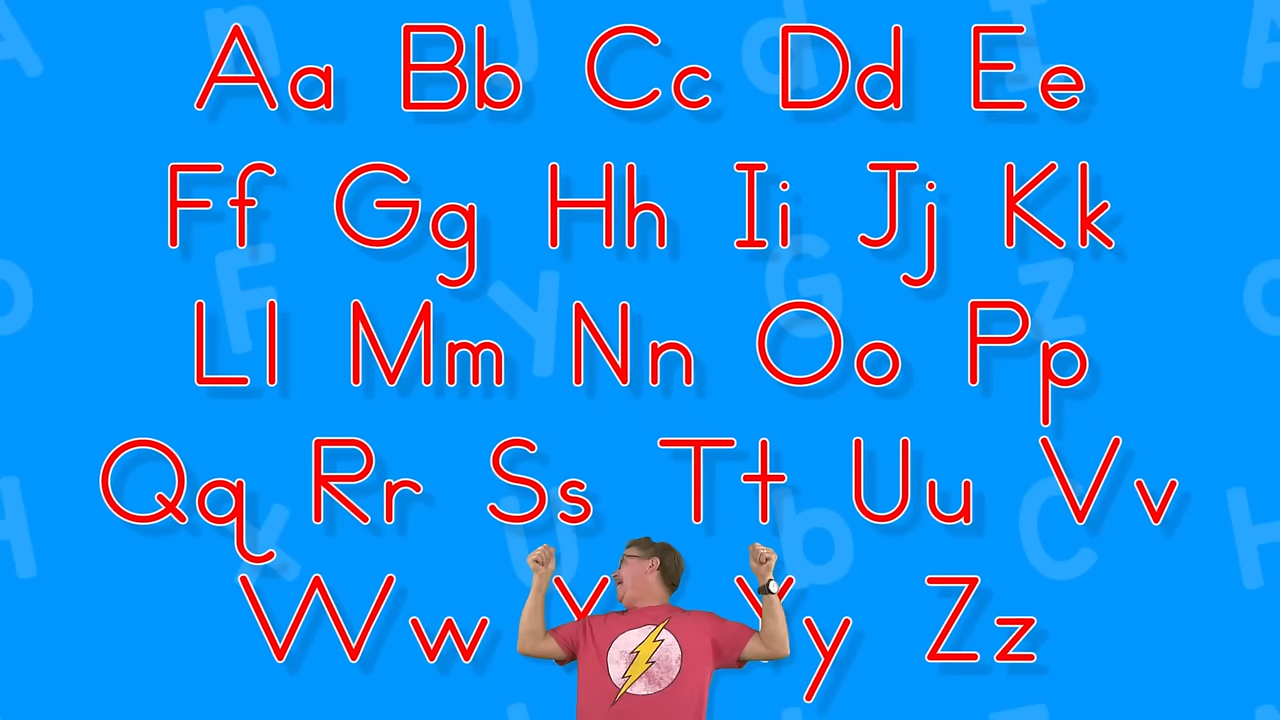 Aa Bb Cc Dd Ee
Ff Gg Hh Ii Jj Kk
Ll Mm Nn Oo Pp
Qq Rr Ss Tt Uu Vv
Ww X Yy Zz